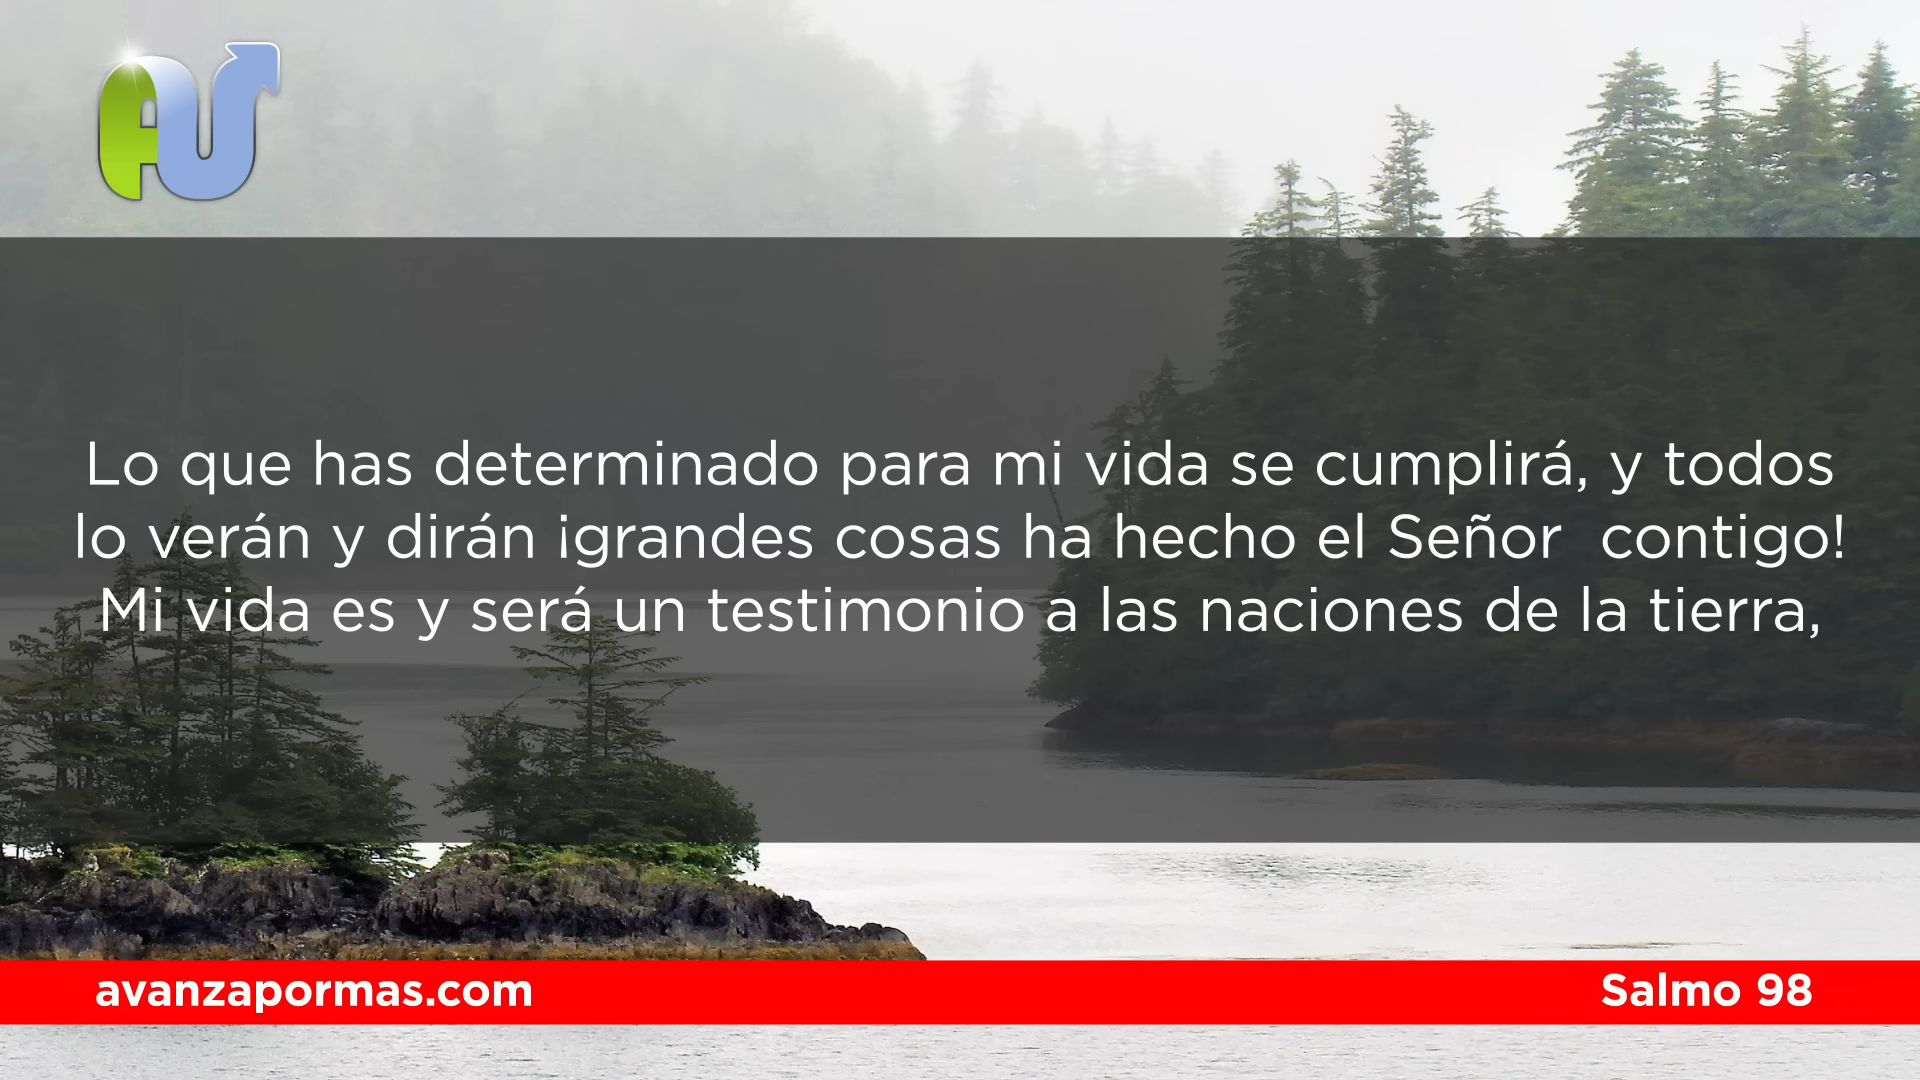 Lo que has determinado para mi vida se cumplirá, y todos
lo verán y dirán ¡grandes cosas ha hecho el Señor  contigo!
Mi vida es y será un testimonio a las naciones de la tierra,
avanzapormas.com
Salmo 98